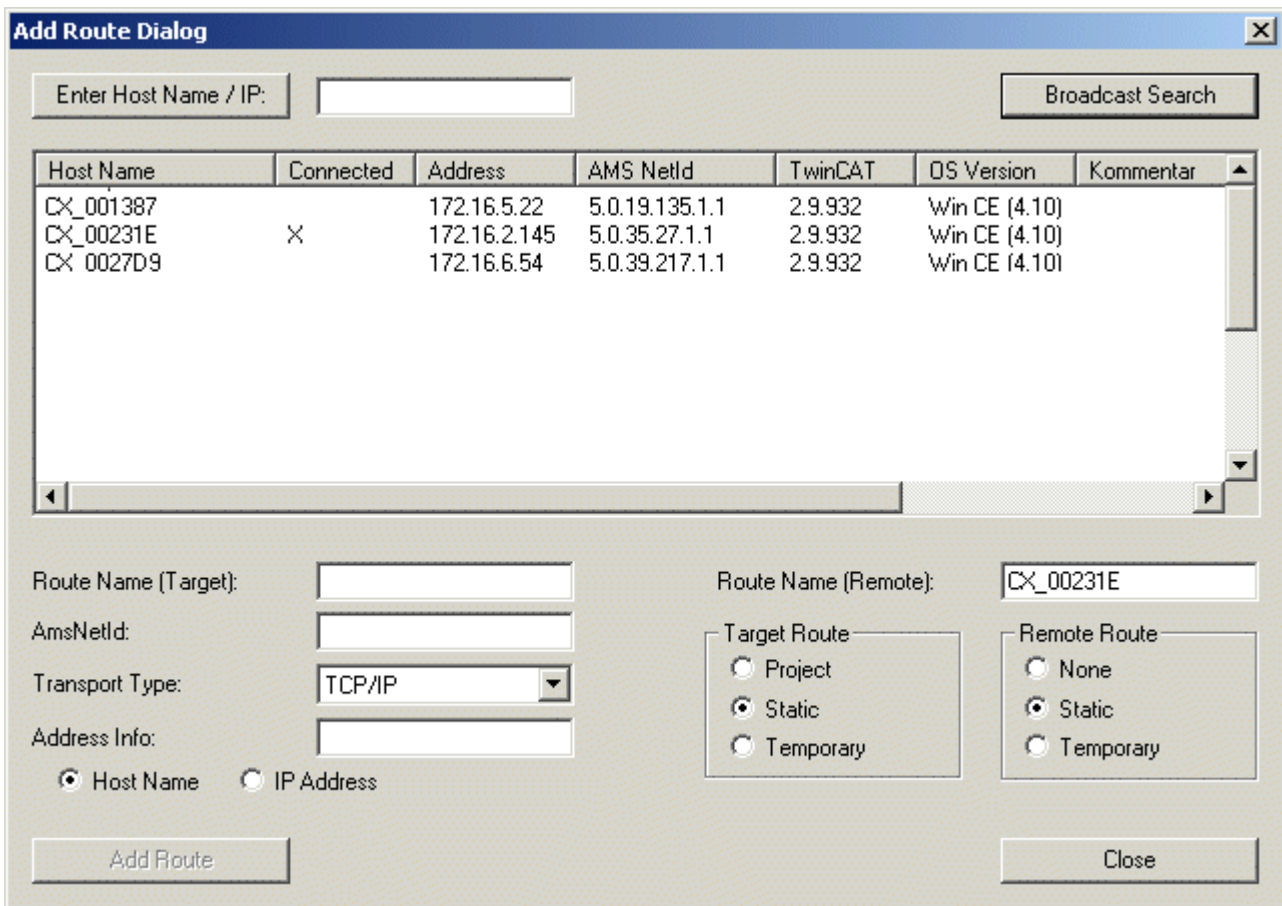 Add Route Dialog
Enter Host Name / IP: Broadcast Search
Host Name Connected Address AMS NetId TwinCAT OS Version Kommentar
CX_001387 172.16.5.22 5.0.19.135.1.1 2.9.932 Win CE (4.10)
CX_00231E X 172.16.2.145 5.0.35.27.1.1 2.9.932 Win CE (4.10)
CX_0027D9 172.16.6.54 5.0.39.217.1.1 2.9.932 Win CE (4.10)
Route Name (Target): Route Name (Remote): CX_00231E
AmsNetId: Target Route Remote Route
Project None
Transport Type: TCP/IP
Static Static
Address Info:
Temporary Temporary
Host Name IP Address
Add Route Close